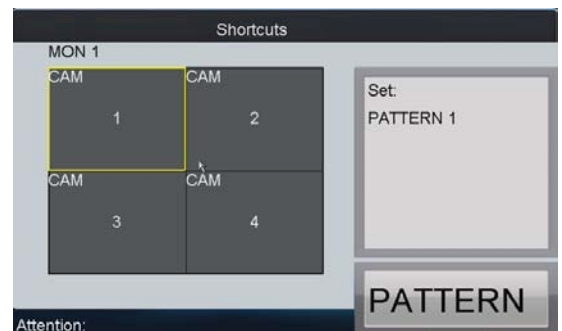 Shortcuts
MON 1
CAM
CAM
1
2
CAM
CAM
3
4
Set:
PATTERN 1
PATTERN
Attention: